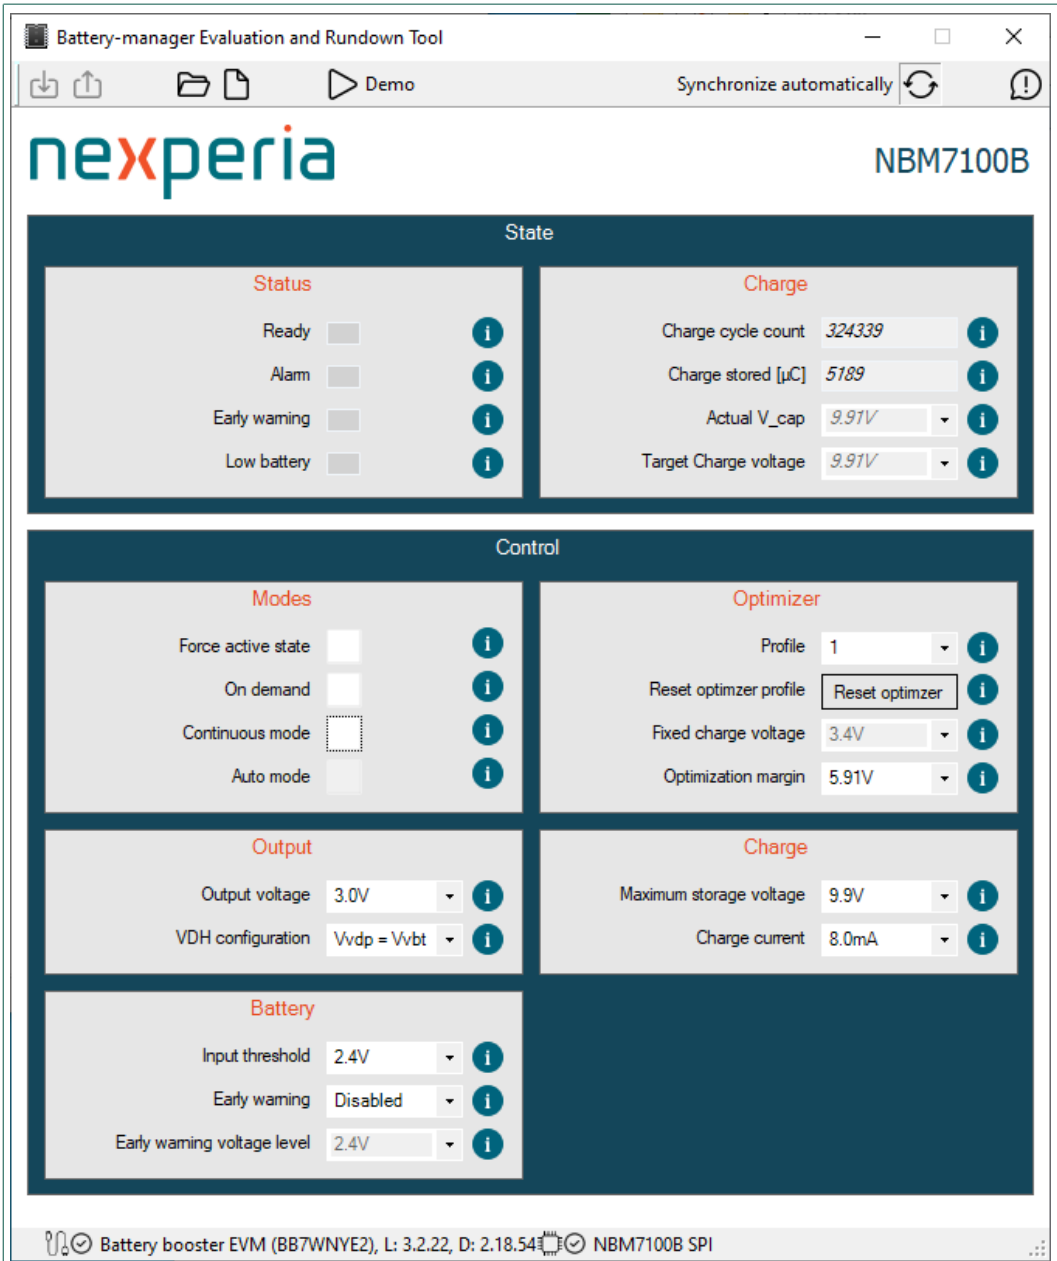 Battery-manager Evaluation and Rundown Tool
Demo
Synchronize automatically
nexperia
NBM7100B
State
Status
Ready
Alarm
Early warning
Low battery
Charge
Charge cycle count 324339
Charge stored [µC] 5189
Actual V_cap 9.91V
Target Charge voltage 9.91V
Control
Modes
Force active state
On demand
Continuous mode
Auto mode
Optimizer
Profile 1
Reset optimzer profile Reset optimzer
Fixed charge voltage 3.4V
Optimization margin 5.91V
Output
Output voltage 3.0V
VDH configuration Vvdp = Vvbt
Charge
Maximum storage voltage 9.9V
Charge current 8.0mA
Battery
Input threshold 2.4V
Early warning Disabled
Early warning voltage level 2.4V
Battery booster EVM (BB7WNYE2), L: 3.2.22, D: 2.18.54 NBM7100B SPI